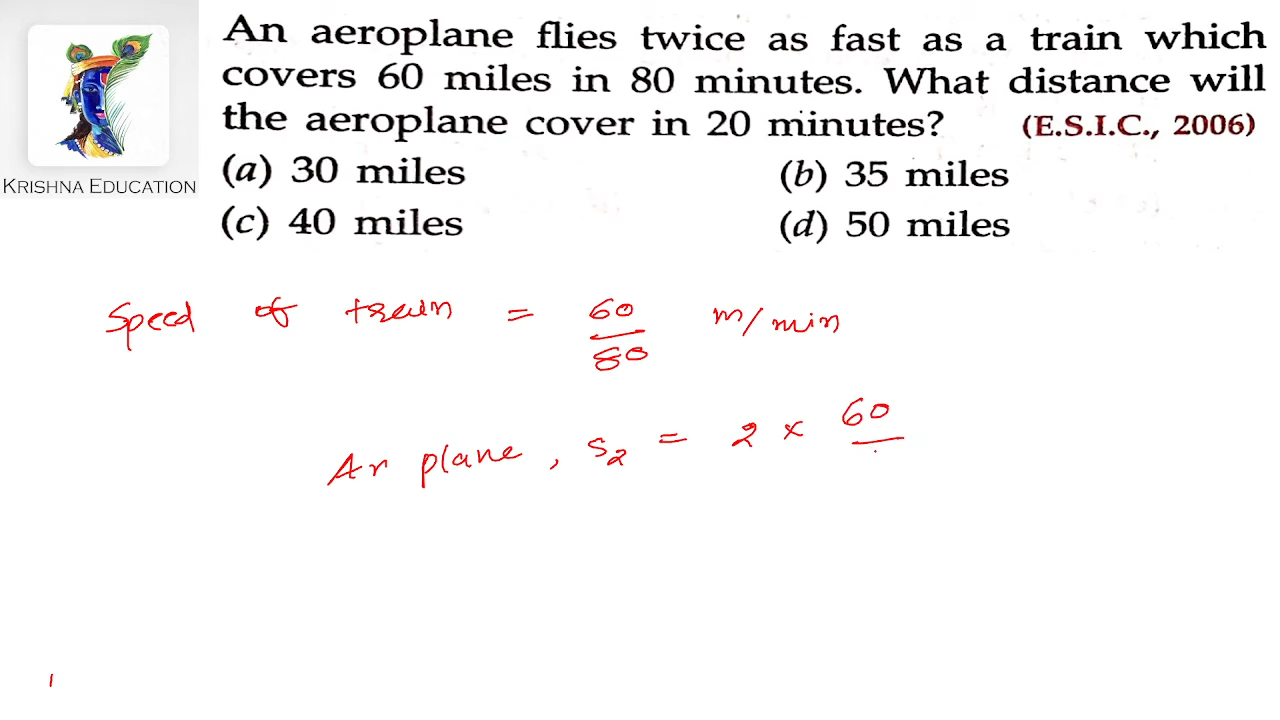 An aeroplane flies twice as fast as a train which
covers 60 miles in 80 minutes. What distance will
the aeroplane cover in 20 minutes? (E.S.I.C., 2006)
(a) 30 miles (b) 35 miles
(c) 40 miles (d) 50 miles
KRISHNA EDUCATION
Speed of train = 60/80 m/min
Ar plane, S₂ = 2 × 60